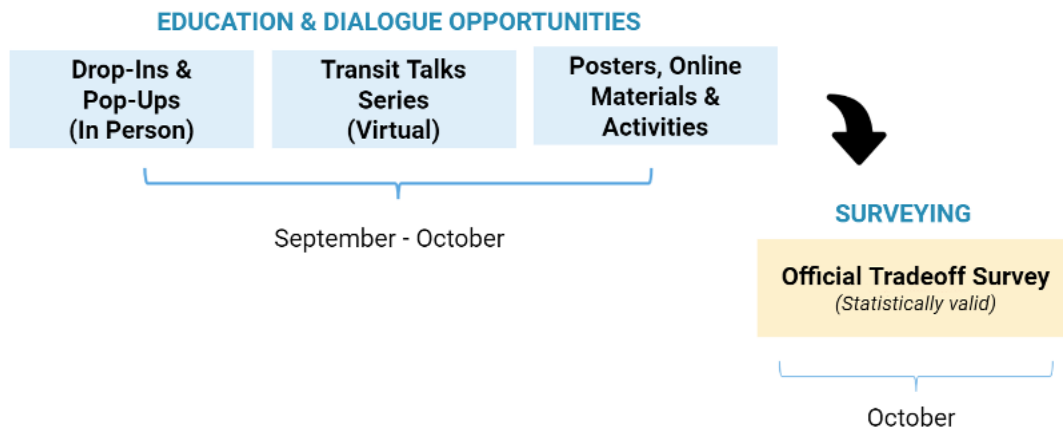 EDUCATION & DIALOGUE OPPORTUNITIES
Drop-Ins &
Pop-Ups
(In Person)
Transit Talks
Series
(Virtual)
Posters, Online
Materials &
Activities
September - October
SURVEYING
Official Tradeoff Survey
(Statistically valid)
October